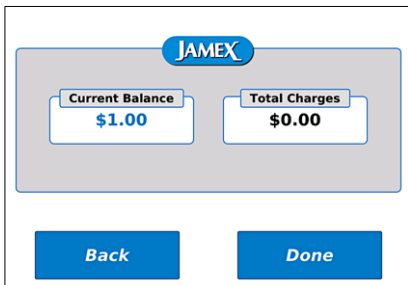 JAMEX
Current Balance
Total Charges
$1.00
$0.00
Back
Done